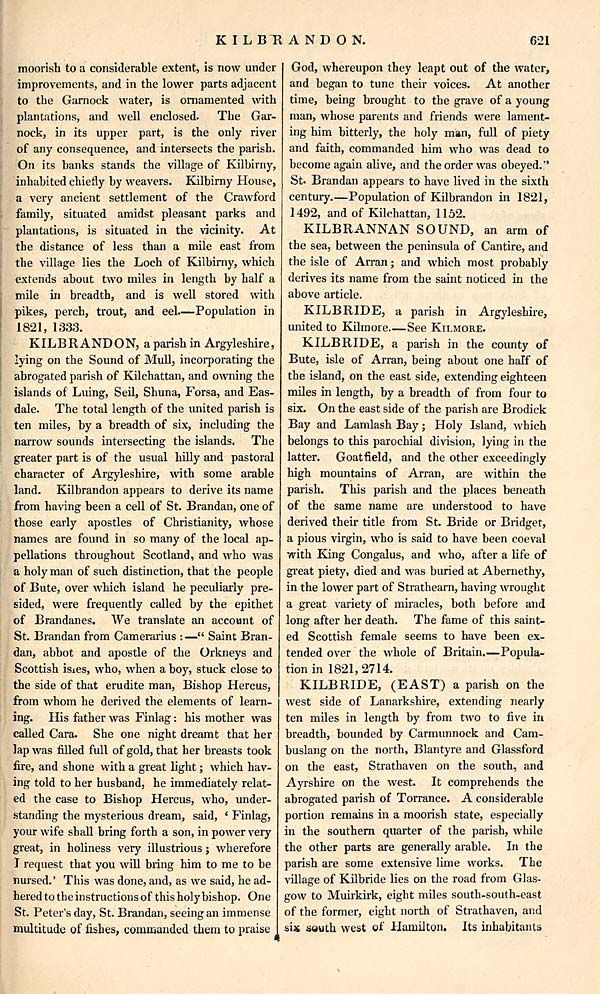 KILBRANDON. 621
moorish to a considerable extent, is now under
improvements, and in the lower parts adjacent
to the Garnock water, is ornamented with
plantations, and well enclosed. The Gar-
nock, in its upper part, is the only river
of any consequence, and intersects the parish.
On its banks stands the village of Kilbirny,
inhabited chiefly by weavers. Kilbirny House,
a very ancient settlement of the Crawford
family, situated amidst pleasant parks and
plantations, is situated in the vicinity. At
the distance of less than a mile east from
the village lies the Loch of Kilbirny, which
extends about two miles in length by half a
mile in breadth, and is well stored with
pikes, perch, trout, and eel.—Population in
1821, 1333.
KILBRANDON, a parish in Argyleshire,
lying on the Sound of Mull, incorporating the
abrogated parish of Kilchattan, and owning the
islands of Luing, Seil, Shuna, Forsa, and Eas-
dale. The total length of the united parish is
ten miles, by a breadth of six, including the
narrow sounds intersecting the islands. The
greater part is of the usual hilly and pastoral
character of Argyleshire, with some arable
land. Kilbrandon appears to derive its name
from having been a cell of St. Brandan, one of
those early apostles of Christianity, whose
names are found in so many of the local ap-
pellations throughout Scotland, and who was
a holy man of such distinction, that the people
of Bute, over which island he peculiarly pre-
sided, were frequently called by the epithet
of Brandanes. We translate an account of
St. Brandan from Camerarius :—“ Saint Bran-
dan, abbot and apostle of the Orkneys and
Scottish isles, who, when a boy, stuck close to
the side of that erudite man, Bishop Hercus,
from whom he derived the elements of learn-
ing. His father was Finlag: his mother was
called Cara. She one night dreamt that her
lap was filled full of gold, that her breasts took
fire, and shone with a great light; which hav-
ing told to her husband, he immediately relat-
ed the case to Bishop Hercus, who, under-
standing the mysterious dream, said, ‘ Finlag,
your wife shall bring forth a son, in power very
great, in holiness very illustrious; wherefore
I request that you will bring him to me to be
nursed.’ This was done, and, as we said, he ad-
hered to the instructions of this holy bishop. One
St. Peter's day, St. Brandan, seeing an immense
multitude of fishes, commanded them to praise
God, whereupon they leapt out of the water,
and began to tune their voices. At another
time, being brought to the grave of a young
man, whose parents and friends were lament-
ing him bitterly, the holy man, full of piety
and faith, commanded him who was dead to
become again alive, and the order was obeyed.”
St. Brandan appears to have lived in the sixth
century.—Population of Kilbrandon in 1821,
1492, and of Kilchattan, 1152.
KILBRANNAN SOUND, an arm of
the sea, between the peninsula of Cantire, and
the isle of Arran; and which most probably
derives its name from the saint noticed in the
above article.
KILBRIDE, a parish in Argyleshire,
united to Kilmore.—See KILMORE.
KILBRIDE, a parish in the county of
Bute, isle of Arran, being about one half of
the island, on the east side, extending eighteen
miles in length, by a breadth of from four to
six. On the east side of the parish are Brodick
Bay and Lamlash Bay; Holy Island, which
belongs to this parochial division, lying in the
latter. Goatfield, and the other exceedingly
high mountains of Arran, are within the
parish. This parish and the places beneath
of the same name are understood to have
derived their title from St. Bride or Bridget,
a pious virgin, who is said to have been coeval
with King Congalus, and who, after a life of
great piety, died and was buried at Abernethy,
in the lower part of Strathearn, having wrought
a great variety of miracles, both before and
long after her death. The fame of this saint-
ed Scottish female seems to have been ex-
tended over the whole of Britain.—Popula-
tion in 1821, 2714.
KILBRIDE, (EAST) a parish on the
west side of Lanarkshire, extending nearly
ten miles in length by from two to five in
breadth, bounded by Carmunnock and Cam-
buslang on the north, Blantyre and Glassford
on the east, Strathaven on the south, and
Ayrshire on the west. It comprehends the
abrogated parish of Torrance. A considerable
portion remains in a moorish state, especially
in the southern quarter of the parish, while
the other parts are generally arable. In the
parish are some extensive lime works. The
village of Kilbride lies on the road from Glas-
gow to Muirkirk, eight miles south-south-east
of the former, eight north of Strathaven, and
six south west of Hamilton. Its inhabitants